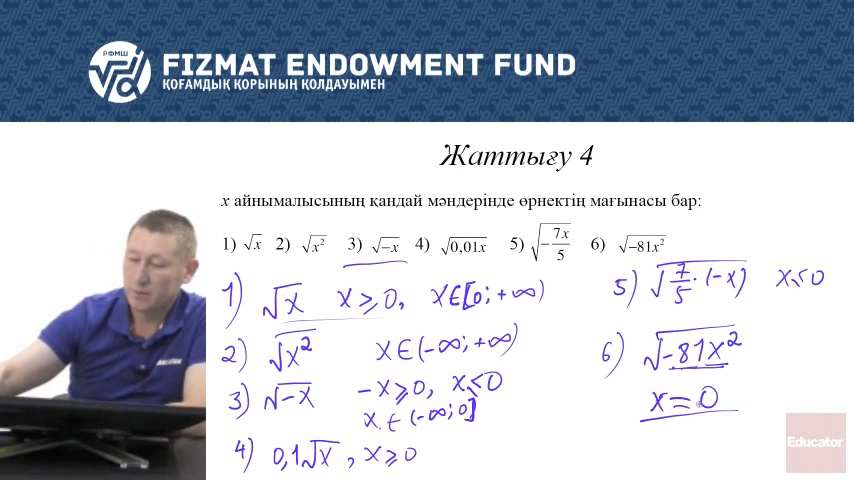 РФМШ
FIZMAT ENDOWMENT FUND
ҚОҒАМДЫҚ ҚОРЫНЫҢ ҚОЛДАУЫМЕН
Жаттығу 4
x айнымалысының қандай мәндерінде өрнектің мағынасы бар:
1) √x 2) √x² 3) √−x 4) √0,01x 5) √−7x/5 6) √−81x²
1) √x x ⩾ 0, x∈[0; +∞)
2) √x² x∈(−∞; +∞)
3) √−x −x ⩾ 0, x ⩽ 0
x ∈ (−∞; 0]
4) 0,1√x, x ⩾ 0
5) √7/5 · (−x) x ⩽ 0
6) √−81x²
x = 0
Educator